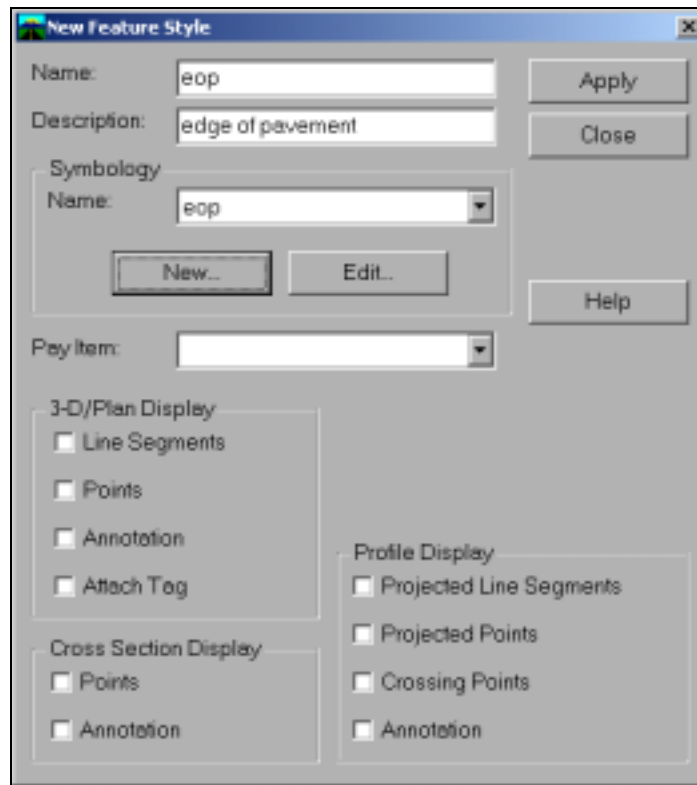 New Feature Style
Name: eop
Apply
Description: edge of pavement
Close
Symbology
Name: eop
New... Edit...
Help
Pay Item:
3-D/Plan Display
Line Segments
Points
Annotation
Attach Tag
Profile Display
Projected Line Segments
Projected Points
Crossing Points
Annotation
Cross Section Display
Points
Annotation